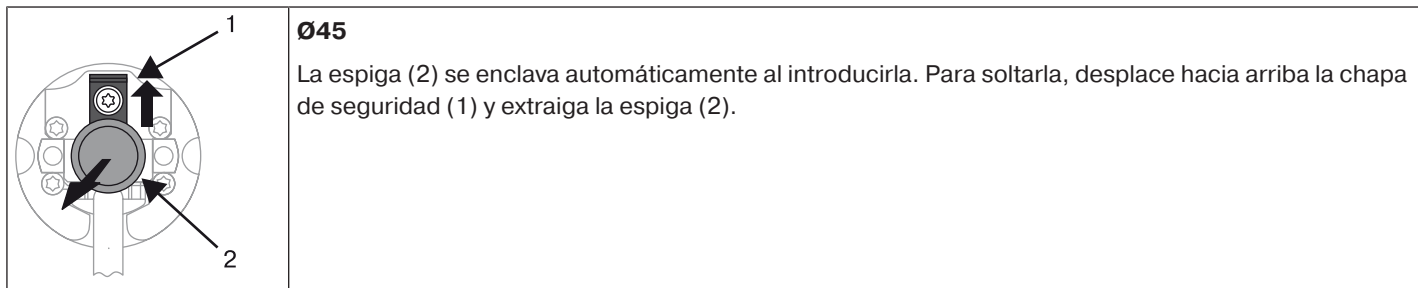 1
2
Ø45
La espiga (2) se enclava automáticamente al introducirla. Para soltarla, desplace hacia arriba la chapa
de seguridad (1) y extraiga la espiga (2).